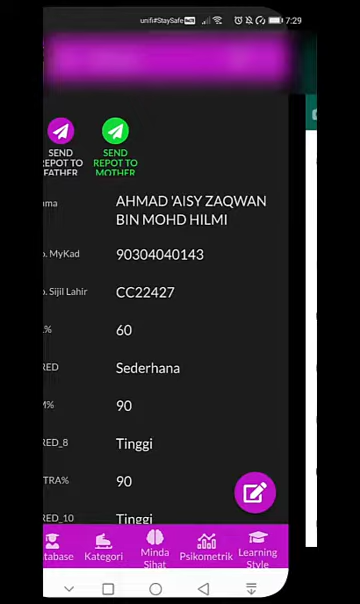 unifi#StaySafe
7:29
SEND
REPOT TO
FATHER
SEND
REPOT TO
MOTHER
ama
AHMAD 'AISY ZAQWAN
BIN MOHD HILMI
o. MyKad
90304040143
o. Sijil Lahir
CC22427
%
60
RED
Sederhana
M%
90
RED_8
Tinggi
TRA%
90
RED_10
Tinggi
tabase
Kategori
Minda
Sihat
Psikometrik
Learning
Style